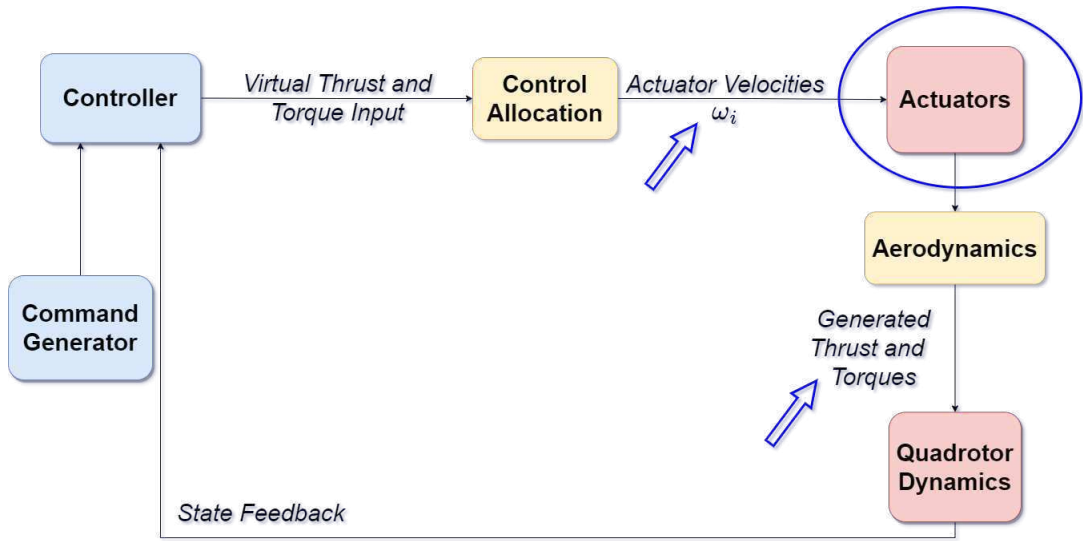 Controller
Virtual Thrust and
Torque Input
Control
Allocation
Actuator Velocities
ω_i
Actuators
Aerodynamics
Command
Generator
Generated
Thrust and
Torques
Quadrotor
Dynamics
State Feedback